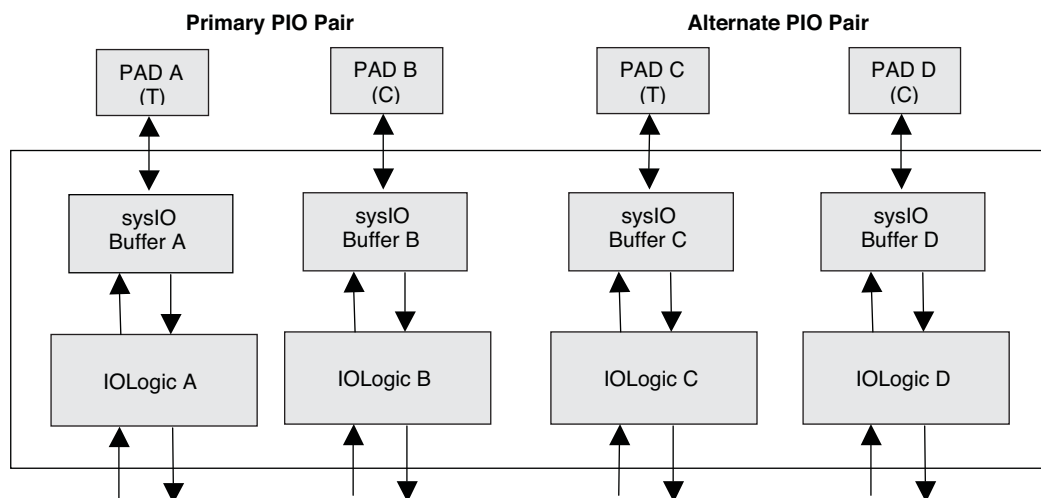 Primary PIO Pair
Alternate PIO Pair
PAD A
(T)
PAD B
(C)
PAD C
(T)
PAD D
(C)
sysIO
Buffer A
sysIO
Buffer B
sysIO
Buffer C
sysIO
Buffer D
IOLogic A
IOLogic B
IOLogic C
IOLogic D